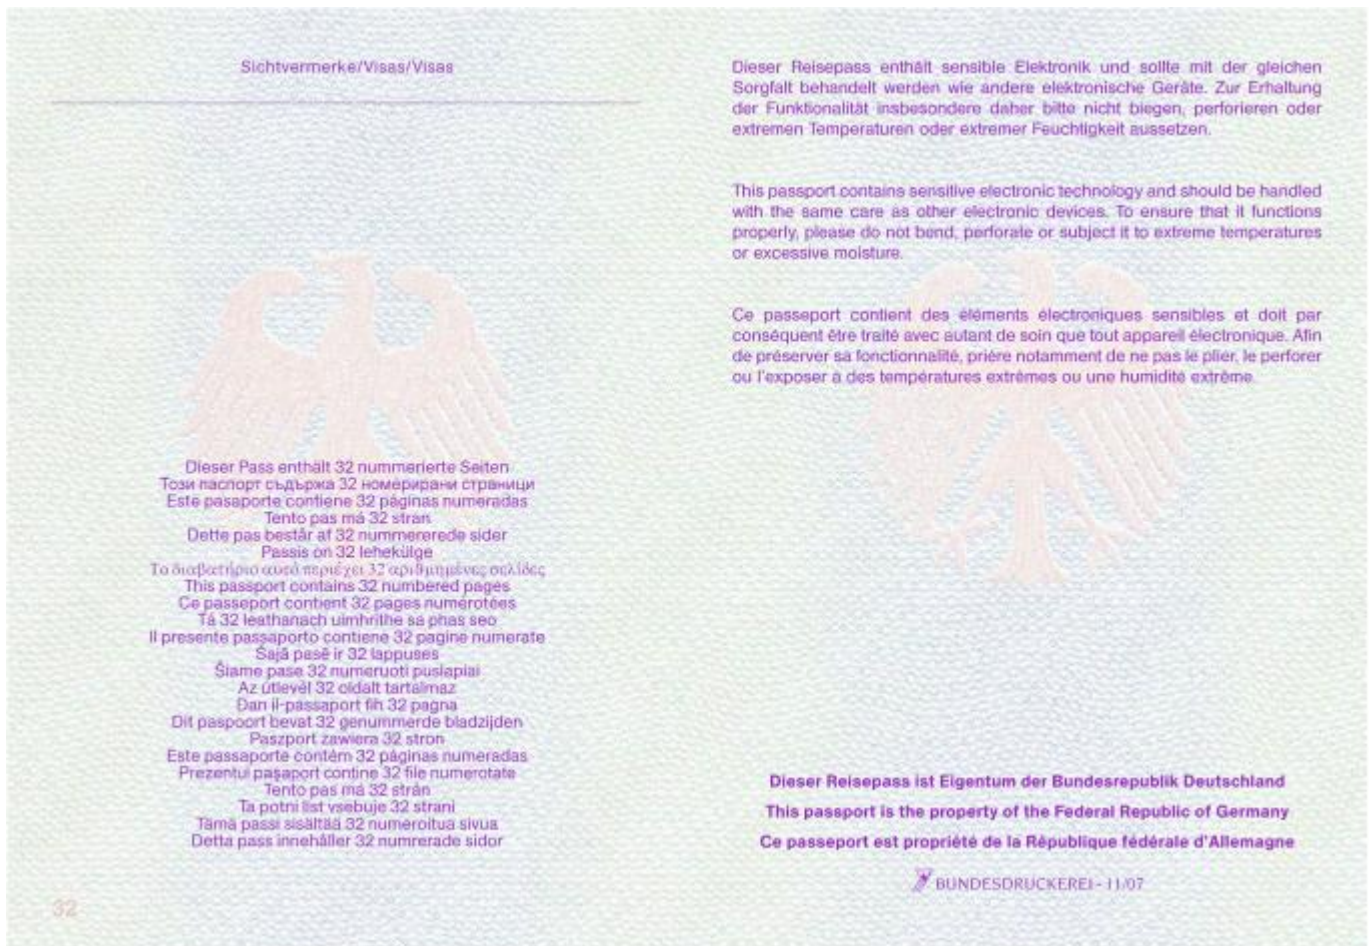 Sichtvermerke/Visas/Visas
Dieser Pass enthält 32 nummerierte Seiten
Този паспорт съдържа 32 номерирани страници
Este pasaporte contiene 32 páginas numeradas
Tento pas má 32 stran
Dette pas består af 32 nummererede sider
Passis on 32 lehekülge
Το διαβατήριο αυτό περιέχει 32 αριθμημένες σελίδες
This passport contains 32 numbered pages
Ce passeport contient 32 pages numérotées
Tá 32 leathanach uimhrithe sa phas seo
Il presente passaporto contiene 32 pagine numerate
Šajā pasē ir 32 lappuses
Šiame pase 32 numeruoti puslapiai
Az útlevél 32 oldalt tartalmaz
Dan il-passaport fih 32 paġna
Dit paspoort bevat 32 genummerde bladzijden
Paszport zawiera 32 stron
Este passaporte contém 32 páginas numeradas
Prezentul paşaport contine 32 file numerotate
Tento pas má 32 strán
Ta potni list vsebuje 32 strani
Tämä passi sisältää 32 numeroitua sivua
Detta pass innehåller 32 numrerade sidor
32
Dieser Reisepass enthält sensible Elektronik und sollte mit der gleichen
Sorgfalt behandelt werden wie andere elektronische Geräte. Zur Erhaltung
der Funktionalität insbesondere daher bitte nicht biegen, perforieren oder
extremen Temperaturen oder extremer Feuchtigkeit aussetzen.
This passport contains sensitive electronic technology and should be handled
with the same care as other electronic devices. To ensure that it functions
properly, please do not bend, perforate or subject it to extreme temperatures
or excessive moisture.
Ce passeport contient des éléments électroniques sensibles et doit par
conséquent être traité avec autant de soin que tout appareil électronique. Afin
de préserver sa fonctionnalité, prière notamment de ne pas le plier, le perforer
ou l'exposer à des températures extrêmes ou une humidité extrême.
Dieser Reisepass ist Eigentum der Bundesrepublik Deutschland
This passport is the property of the Federal Republic of Germany
Ce passeport est propriété de la République fédérale d'Allemagne
BUNDESDRUCKEREI - 11/07